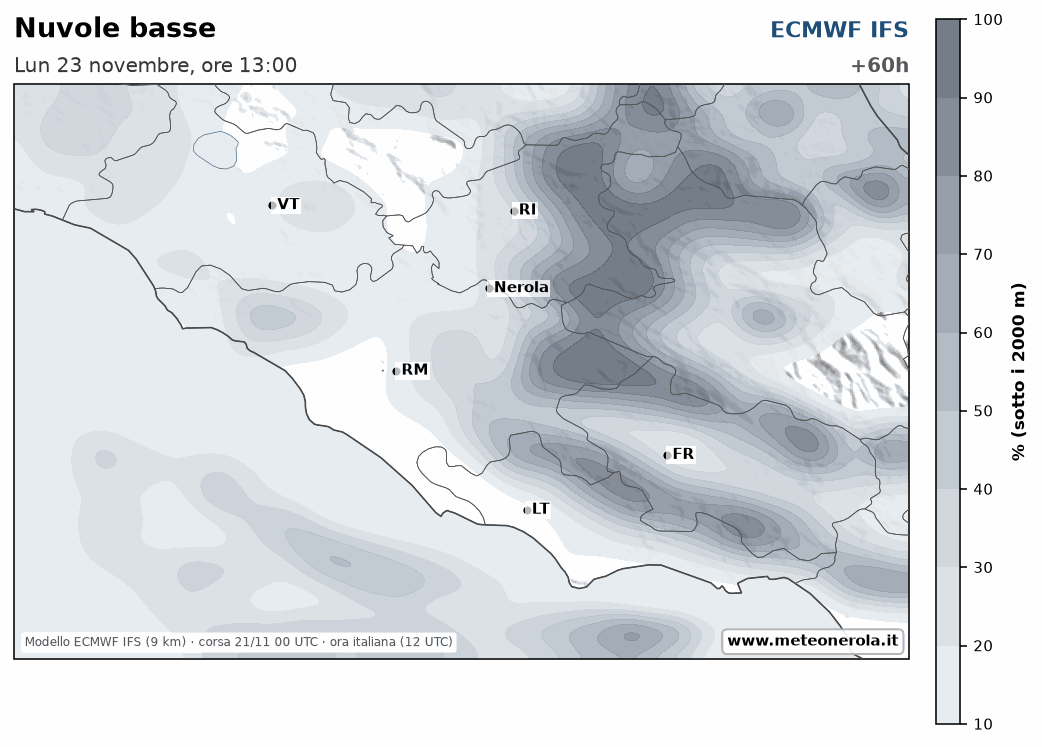 Nuvole basse
ECMWF IFS
Lun 23 novembre, ore 13:00
+60h
100
90
80
70
60
50
40
30
20
10
% (sotto i 2000 m)
VT
RI
Nerola
RM
FR
LT
Modello ECMWF IFS (9 km) · corsa 21/11 00 UTC · ora italiana (12 UTC)
www.meteonerola.it